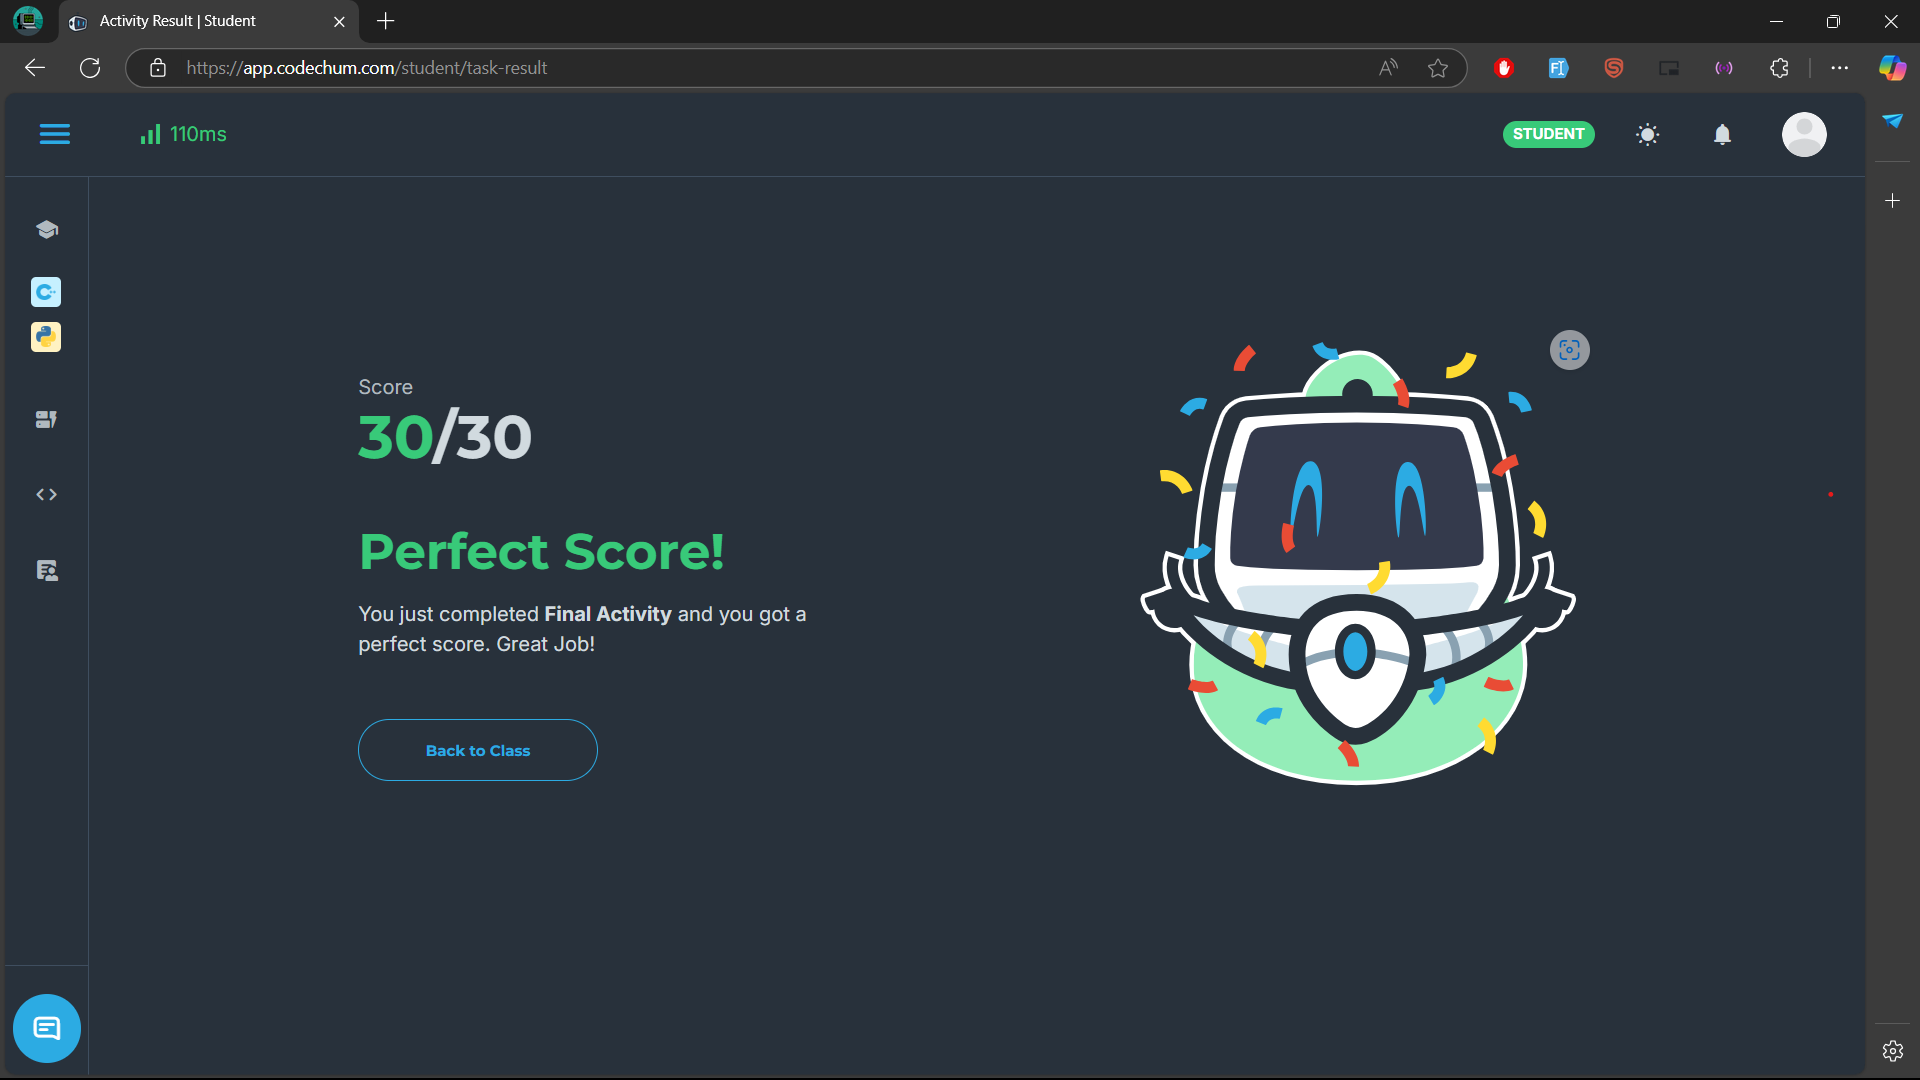 Activity Result | Student
https://app.codechum.com/student/task-result
110ms
STUDENT
Score
30/30
Perfect Score!
You just completed Final Activity and you got a
perfect score. Great Job!
Back to Class